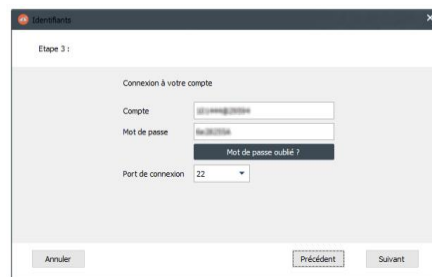 Identifiants
Etape 3 :
Connexion à votre compte
Compte
Mot de passe
Mot de passe oublié ?
Port de connexion 22
Annuler Précédent Suivant